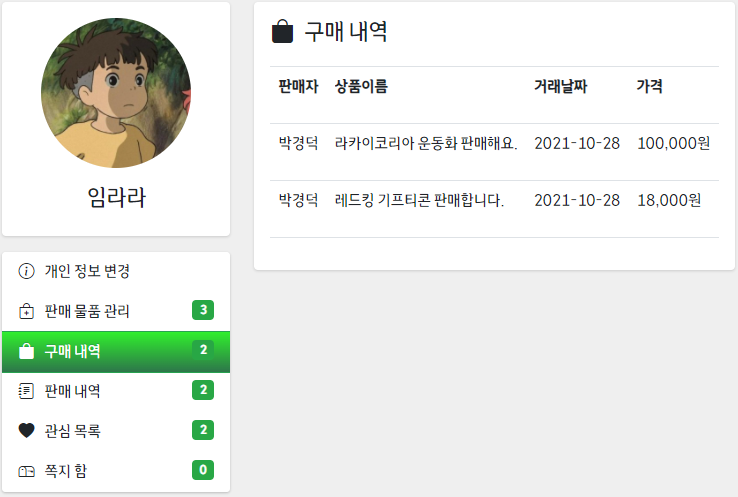 임라라
개인 정보 변경
판매 물품 관리 3
구매 내역 2
판매 내역 2
관심 목록 2
쪽지 함 0
구매 내역
판매자 상품이름 거래날짜 가격
박경덕 라카이코리아 운동화 판매해요. 2021-10-28 100,000원
박경덕 레드킹 기프티콘 판매합니다. 2021-10-28 18,000원